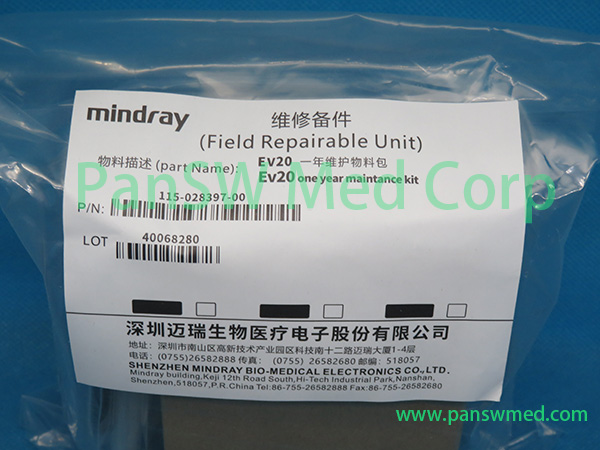 mindray
维修备件
(Field Repairable Unit)
物料描述 (part Name): EV20 一年维护物料包
Ev20 one year maintance kit
PanSW Med Corp
115-028397-00
P/N:
40068280
LOT
深圳迈瑞生物医疗电子股份有限公司
地址: 深圳市南山区高新技术产业园区科技南十二路迈瑞大厦1-4层
电话: (0755)26582888 传真: (0755) 26582680 邮编: 518057
SHENZHEN MINDRAY BIO-MEDICAL ELECTRONICS CO.,LTD.
Mindray building,Keji 12th Road South,Hi-Tech Industrial Park,Nanshan,
Shenzhen,518057,P.R.China Tel:86-755-26582888 Fax:86-755-26582680
www.panswmed.com